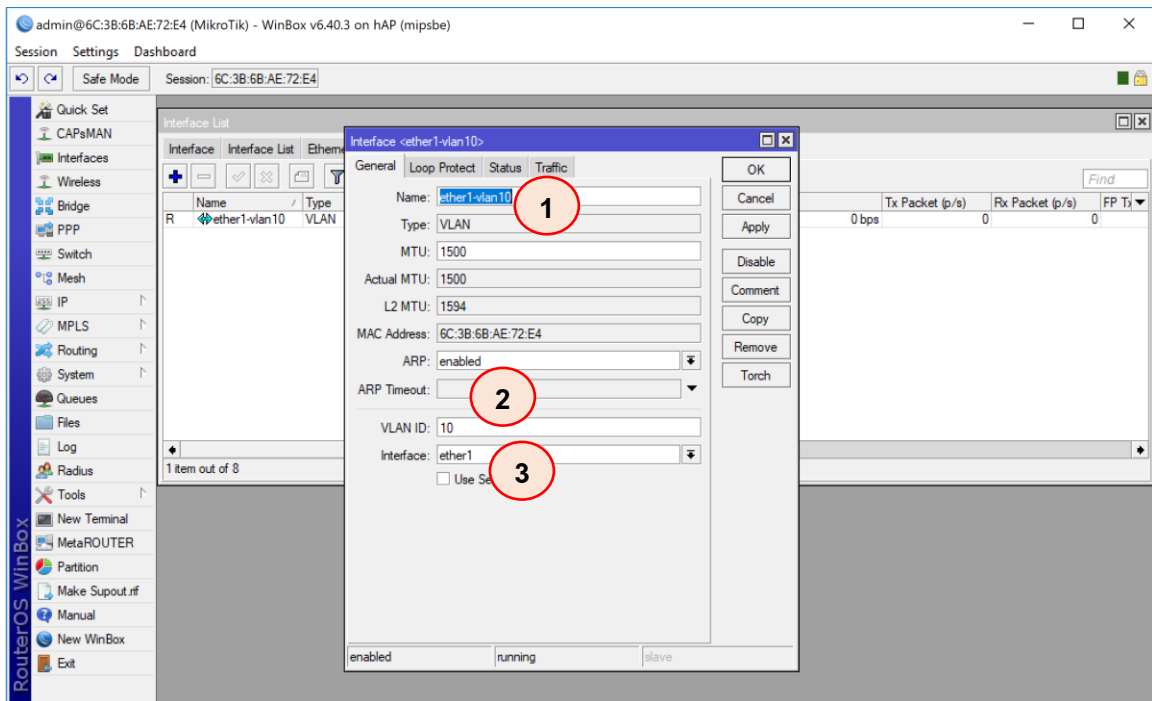 admin@6C:3B:6B:AE:72:E4 (MikroTik) - WinBox v6.40.3 on hAP (mipsbe)
Session Settings Dashboard
Safe Mode Session: 6C:3B:6B:AE:72:E4
Quick Set
CAPsMAN
Interfaces
Wireless
Bridge
PPP
Switch
Mesh
IP
MPLS
Routing
System
Queues
Files
Log
Radius
Tools
New Terminal
MetaROUTER
Partition
Make Supout.rif
Manual
New WinBox
Exit
RouterOS WinBox
Interface List
Interface Interface List
Find
Name Type Tx Packet (p/s) Rx Packet (p/s)
R ether1-vlan10 VLAN 0 bps 0 0
1 item out of 8
Interface <ether1-vlan10>
General Loop Protect Status Traffic
Name: ether1-vlan10
Type: VLAN
MTU: 1500
Actual MTU: 1500
L2 MTU: 1594
MAC Address: 6C:3B:6B:AE:72:E4
ARP: enabled
ARP Timeout:
VLAN ID: 10
Interface: ether1
Use
1
2
3
OK
Cancel
Apply
Disable
Comment
Copy
Remove
Torch
enabled running slave